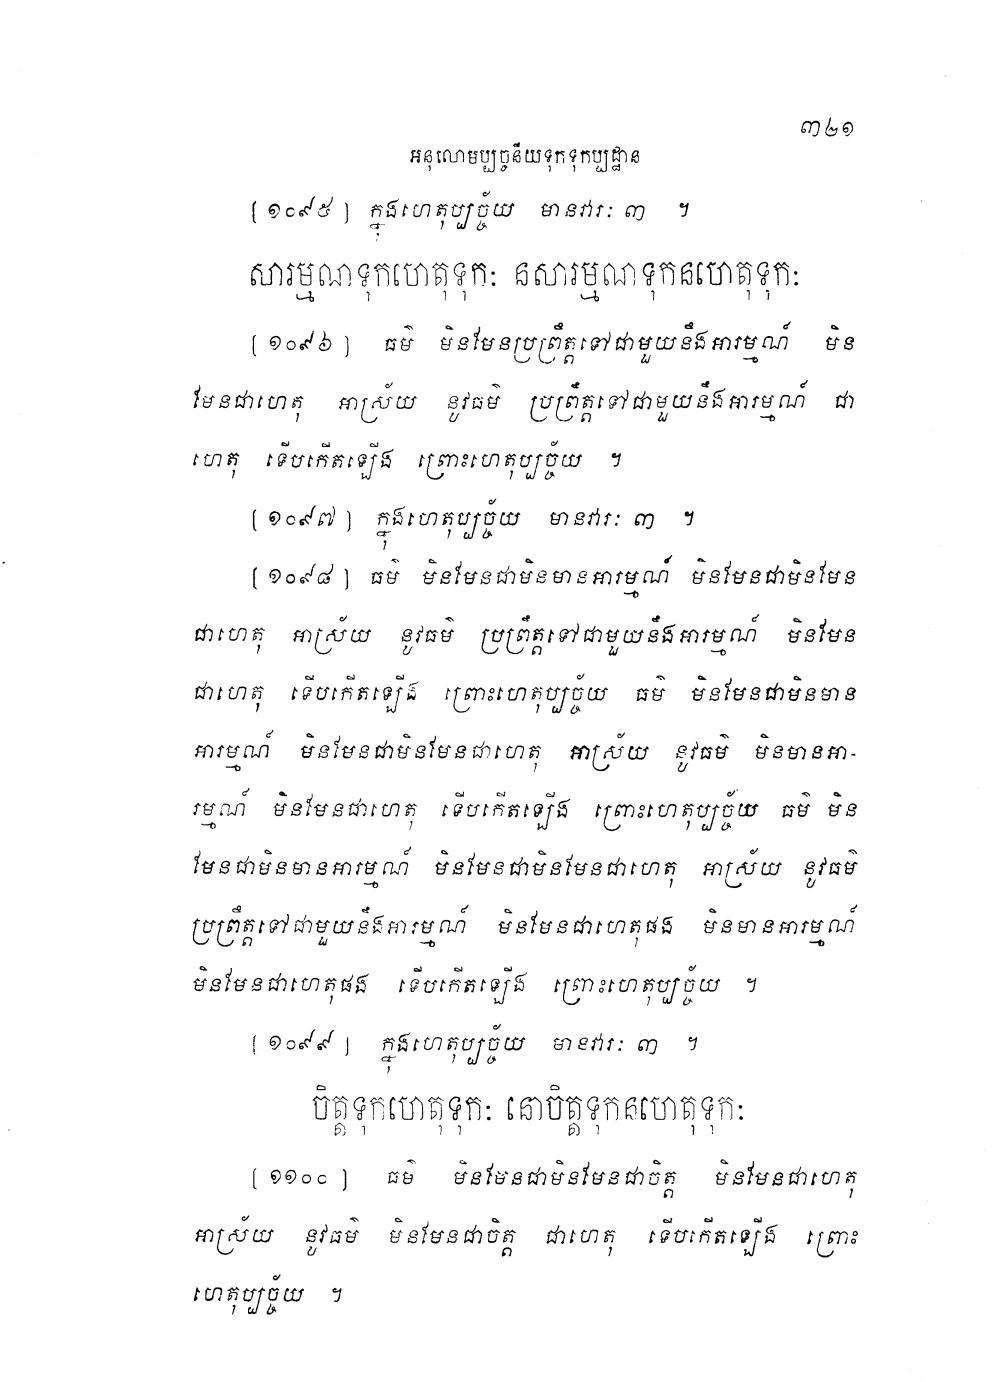 ៣២១
អនុលោមប្បច្ចនីយទុកទុកប្បដ្ឋាន
[១០៩៥] ក្នុងហេតុប្បច្ច័យ មានវារៈ ៣ ។
សារម្មណទុកហេតុទុកៈ នសារម្មណទុកនហេតុទុកៈ
[១០៩៦] ធម៌ មិនមែនប្រព្រឹត្តទៅជាមួយនឹងអារម្មណ៍ មិន
មែនជាហេតុ អាស្រ័យ នូវធម៌ ប្រព្រឹត្តទៅជាមួយនឹងអារម្មណ៍ ជា
ហេតុ ទើបកើតឡើង ព្រោះហេតុប្បច្ច័យ ។
[១០៩៧] ក្នុងហេតុប្បច្ច័យ មានវារៈ ៣ ។
[១០៩៨] ធម៌ មិនមែនជាមិនមានអារម្មណ៍ មិនមែនជាមិនមែន
ជាហេតុ អាស្រ័យ នូវធម៌ ប្រព្រឹត្តទៅជាមួយនឹងអារម្មណ៍ មិនមែន
ជាហេតុ ទើបកើតឡើង ព្រោះហេតុប្បច្ច័យ ធម៌ មិនមែនជាមិនមាន
អារម្មណ៍ មិនមែនជាមិនមែនជាហេតុ អាស្រ័យ នូវធម៌ មិនមានអា-
រម្មណ៍ មិនមែនជាហេតុ ទើបកើតឡើង ព្រោះហេតុប្បច្ច័យ ធម៌ មិន
មែនជាមិនមានអារម្មណ៍ មិនមែនជាមិនមែនជាហេតុ អាស្រ័យ នូវធម៌
ប្រព្រឹត្តទៅជាមួយនឹងអារម្មណ៍ មិនមែនជាហេតុផង មិនមានអារម្មណ៍
មិនមែនជាហេតុផង ទើបកើតឡើង ព្រោះហេតុប្បច្ច័យ ។
[១០៩៩] ក្នុងហេតុប្បច្ច័យ មានវារៈ ៣ ។
ចិត្តទុកហេតុទុកៈ នោចិត្តទុកនហេតុទុកៈ
[១១០០] ធម៌ មិនមែនជាមិនមែនជាចិត្ត មិនមែនជាហេតុ
អាស្រ័យ នូវធម៌ មិនមែនជាចិត្ត ជាហេតុ ទើបកើតឡើង ព្រោះ
ហេតុប្បច្ច័យ ។